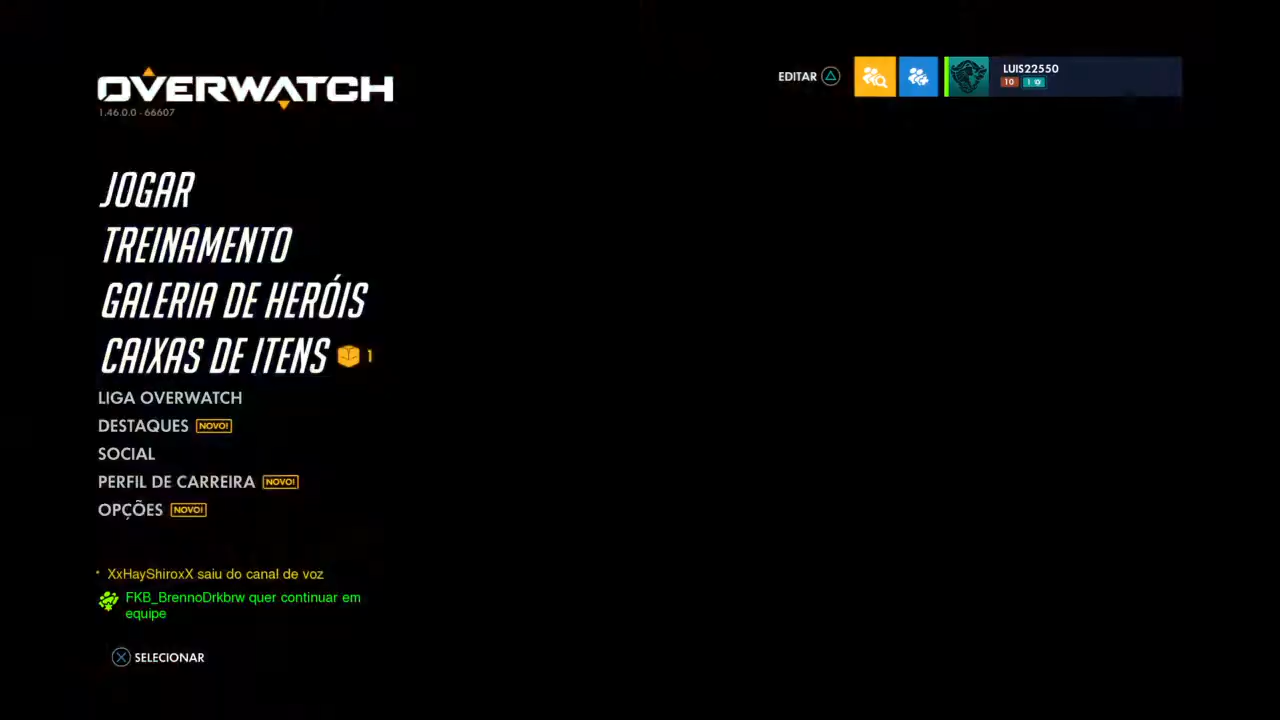 OVERWATCH
1.46.0.0 - 66607
EDITAR
LUIS22550
10 1
JOGAR
TREINAMENTO
GALERIA DE HERÓIS
CAIXAS DE ITENS 1
LIGA OVERWATCH
DESTAQUES NOVO!
SOCIAL
PERFIL DE CARREIRA NOVO!
OPÇÕES NOVO!
* XxHayShiroxX saiu do canal de voz
FKB_BrennoDrkbrw quer continuar em
equipe
SELECIONAR